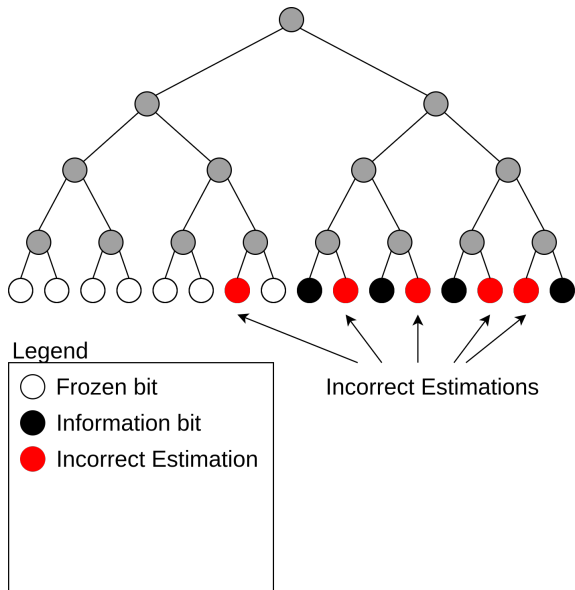 Legend
Frozen bit
Information bit
Incorrect Estimation
Incorrect Estimations